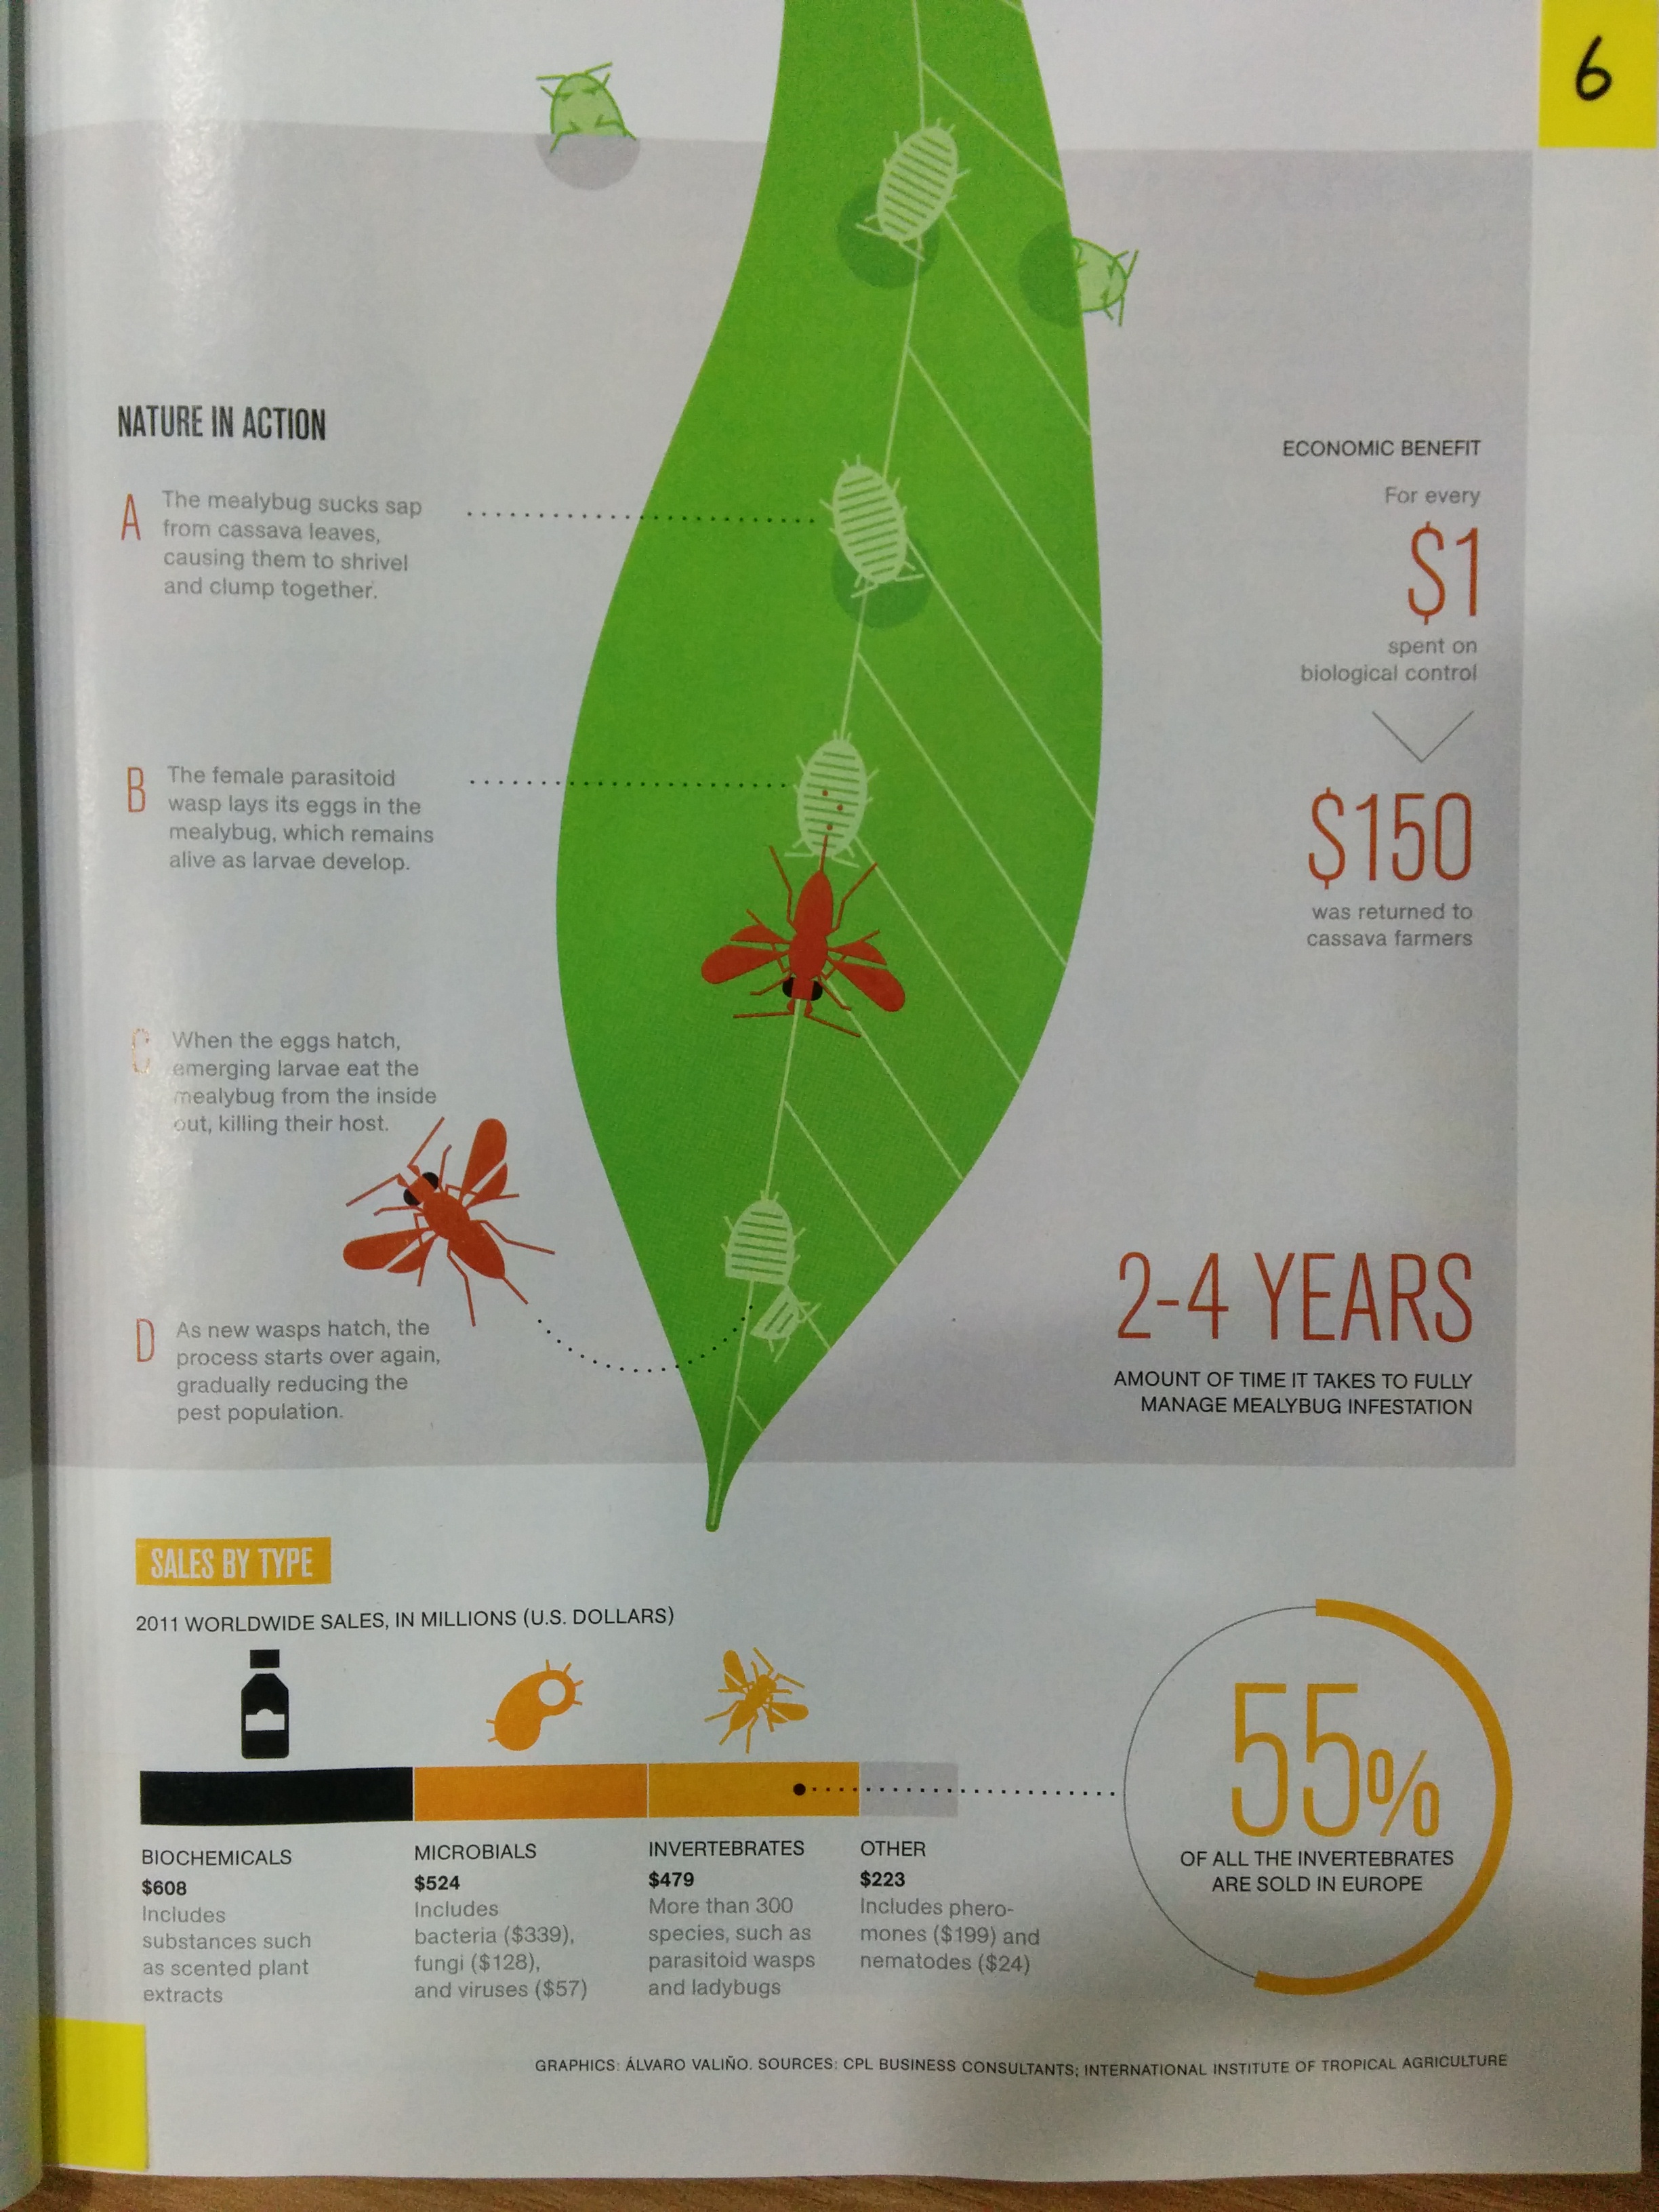 6
NATURE IN ACTION
A
The mealybug sucks sap
from cassava leaves,
causing them to shrivel
and clump together.
B
The female parasitoid
wasp lays its eggs in the
mealybug, which remains
alive as larvae develop.
C
When the eggs hatch,
emerging larvae eat the
mealybug from the inside
out, killing their host.
D
As new wasps hatch, the
process starts over again,
gradually reducing the
pest population.
ECONOMIC BENEFIT
For every
$1
spent on
biological control
$150
was returned to
cassava farmers
2-4 YEARS
AMOUNT OF TIME IT TAKES TO FULLY
MANAGE MEALYBUG INFESTATION
SALES BY TYPE
2011 WORLDWIDE SALES, IN MILLIONS (U.S. DOLLARS)
BIOCHEMICALS
$608
Includes
substances such
as scented plant
extracts
MICROBIALS
$524
Includes
bacteria ($339),
fungi ($128),
and viruses ($57)
INVERTEBRATES
$479
More than 300
species, such as
parasitoid wasps
and ladybugs
OTHER
$223
Includes phero-
mones ($199) and
nematodes ($24)
55%
OF ALL THE INVERTEBRATES
ARE SOLD IN EUROPE
GRAPHICS: ÁLVARO VALIÑO. SOURCES: CPL BUSINESS CONSULTANTS; INTERNATIONAL INSTITUTE OF TROPICAL AGRICULTURE